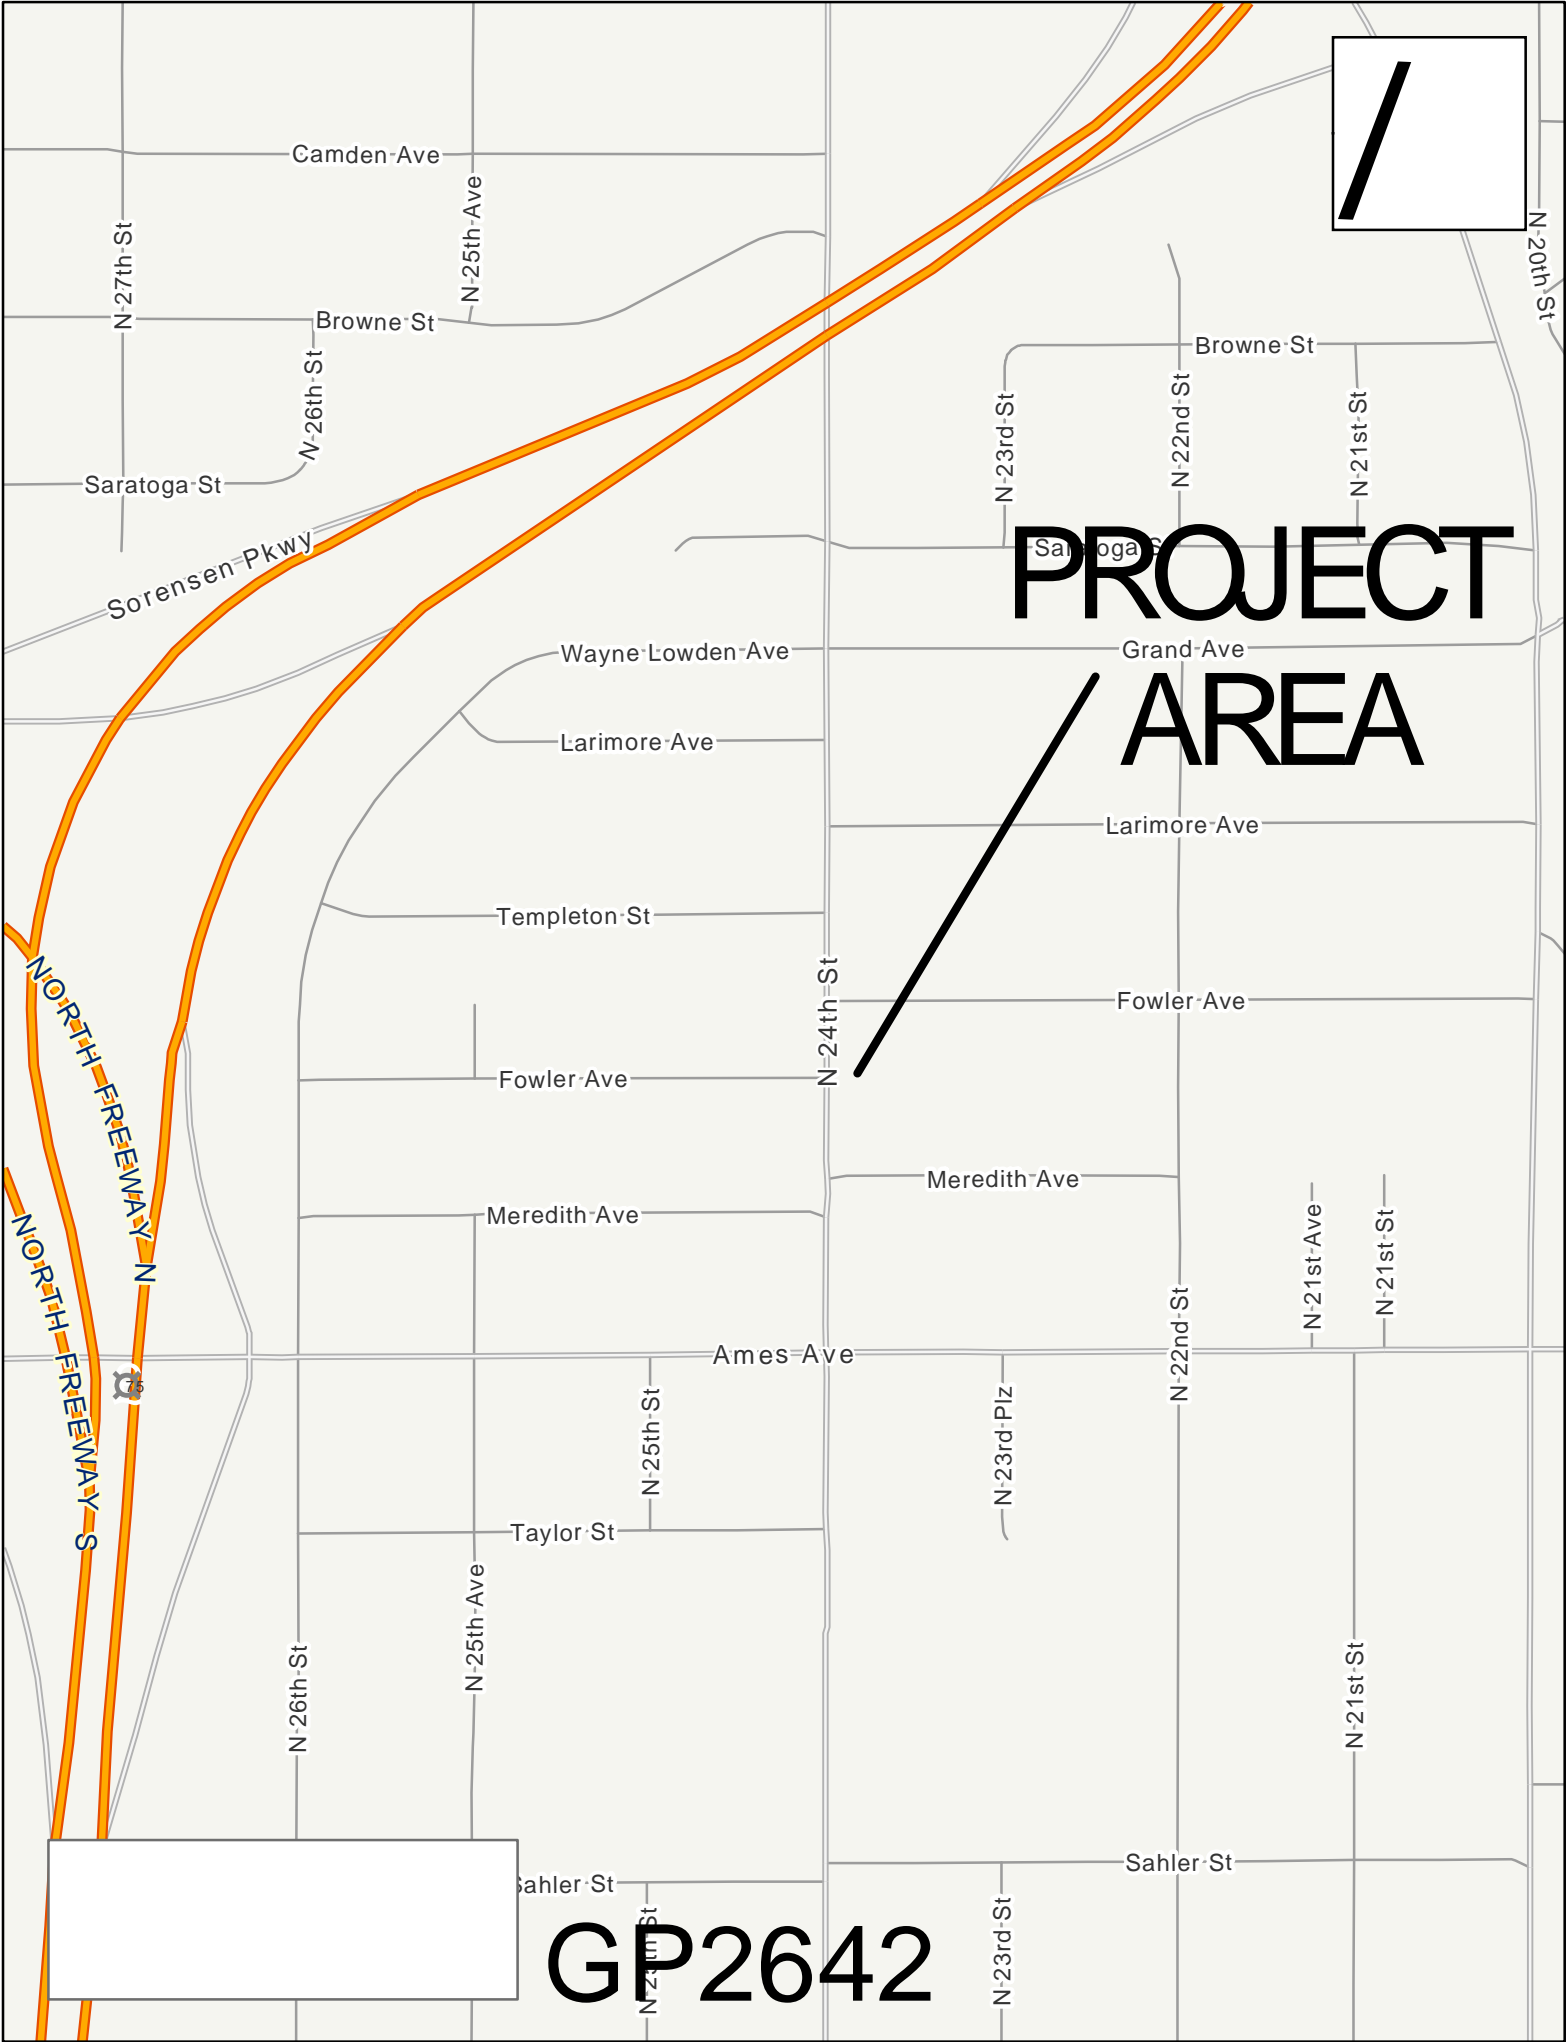 Camden Ave
N 27th St
N 25th Ave
N 20th St
Browne St
Browne St
N 26th St
N 23rd St
N 22nd St
N 21st St
Saratoga St
Sorensen Pkwy
PROJECT
AREA
Wayne Lowden Ave
Grand Ave
Larimore Ave
Larimore Ave
Templeton St
N 24th St
Fowler Ave
Fowler Ave
NORTH FREEWAY N
Meredith Ave
Meredith Ave
NORTH FREEWAY S
N 21st Ave
N 21st St
N 22nd St
Ames Ave
75
N 25th St
N 23rd Plz
Taylor St
N 25th Ave
N 26th St
N 21st St
Sahler St
Sahler St
N 25th St
N 23rd St
GP2642